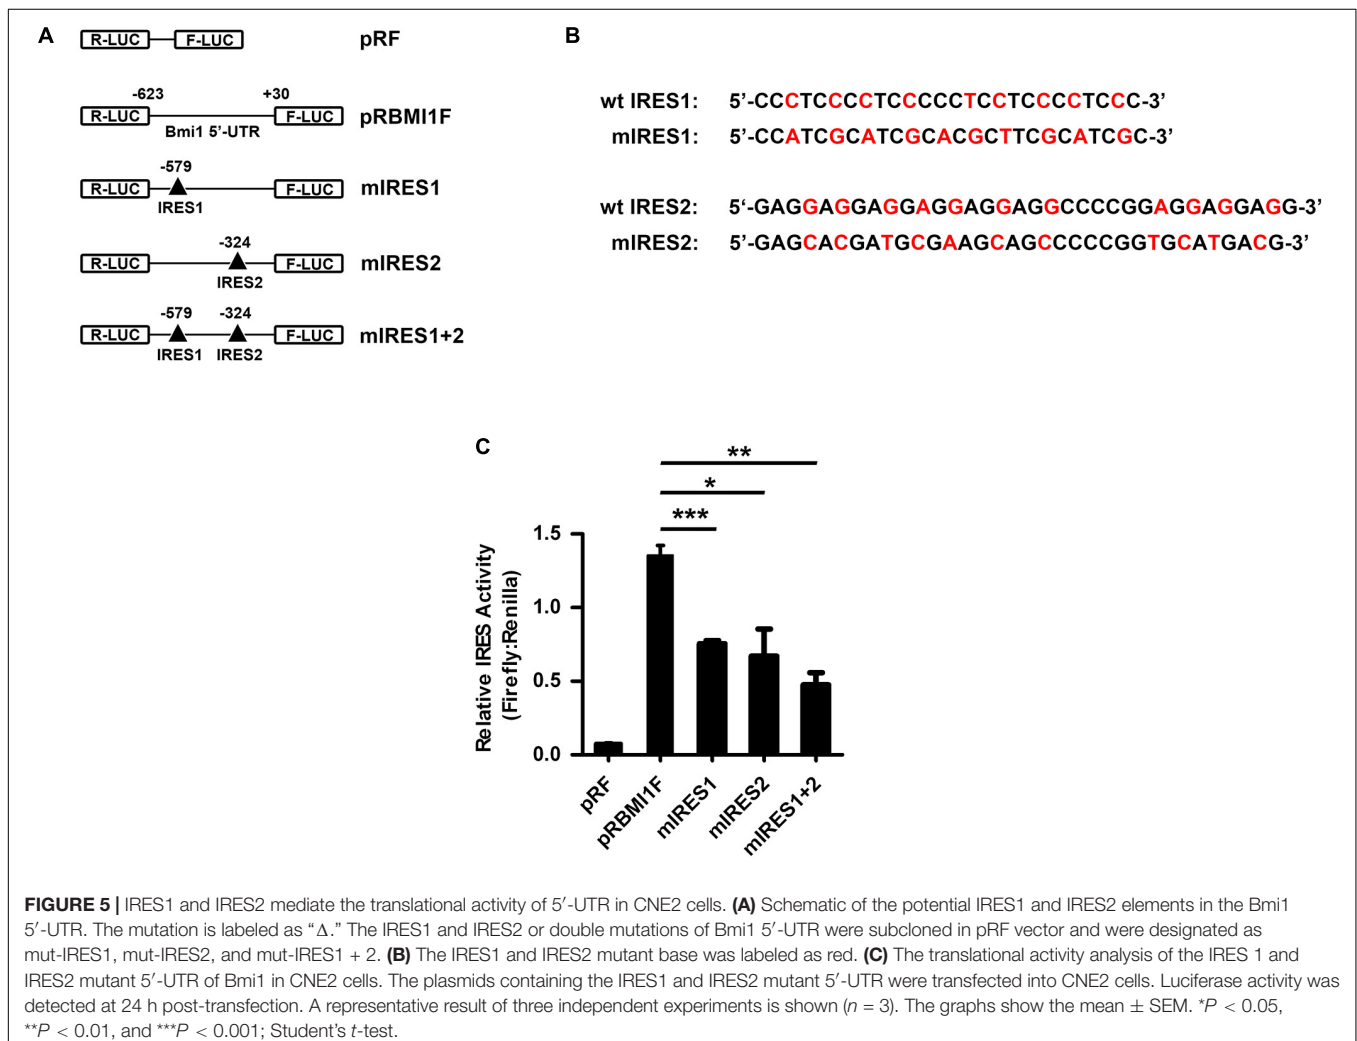 A
R-LUC F-LUC pRF
-623 +30
R-LUC F-LUC pRBMI1F
Bmi1 5’-UTR
-579
R-LUC F-LUC mIRES1
IRES1
-324
R-LUC F-LUC mIRES2
IRES2
-579 -324
R-LUC F-LUC mIRES1+2
IRES1 IRES2
B
wt IRES1: 5’-CCCTCCCCTCCCCCTCCTCCCCTCCC-3’
mIRES1: 5’-CCATCGCATCGCACGCTTCGCATCGC-3’
wt IRES2: 5‘-GAGGAGGAGGAGGAGGAGGCCCCGGAGGAGGAGG-3’
mIRES2: 5’-GAGCACGATGCGAAGCAGCCCCCGGTGCATGACG-3’
C
**
*
***
Relative IRES Activity
(Firefly:Renilla)
1.5
1.0
0.5
0.0
pRF
pRBMI1F
mIRES1
mIRES2
mIRES1+2
FIGURE 5 | IRES1 and IRES2 mediate the translational activity of 5′-UTR in CNE2 cells. (A) Schematic of the potential IRES1 and IRES2 elements in the Bmi1
5′-UTR. The mutation is labeled as “Δ.” The IRES1 and IRES2 or double mutations of Bmi1 5′-UTR were subcloned in pRF vector and were designated as
mut-IRES1, mut-IRES2, and mut-IRES1 + 2. (B) The IRES1 and IRES2 mutant base was labeled as red. (C) The translational activity analysis of the IRES 1 and
IRES2 mutant 5′-UTR of Bmi1 in CNE2 cells. The plasmids containing the IRES1 and IRES2 mutant 5′-UTR were transfected into CNE2 cells. Luciferase activity was
detected at 24 h post-transfection. A representative result of three independent experiments is shown (n = 3). The graphs show the mean ± SEM. *P < 0.05,
**P < 0.01, and ***P < 0.001; Student’s t-test.